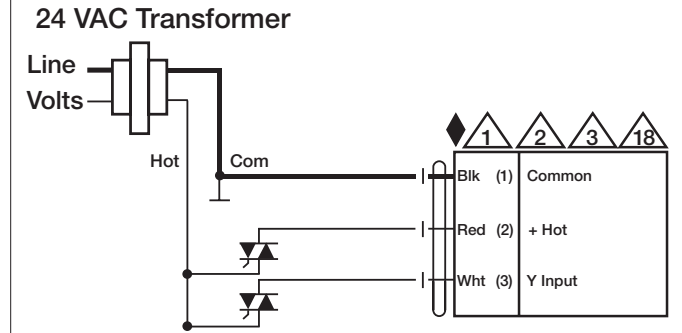 24 VAC Transformer
Line
Volts
Hot
Com
1 2 3 18
Blk (1) Common
Red (2) + Hot
Wht (3) Y Input